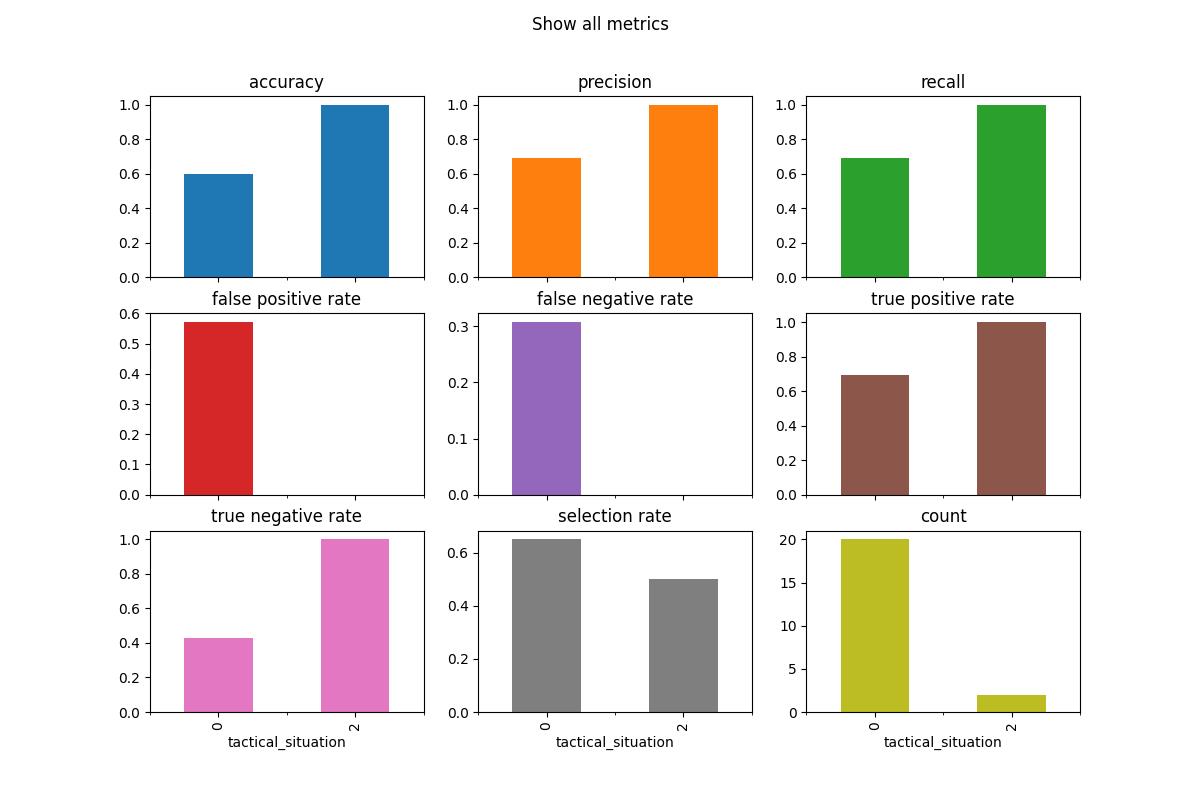 Show all metrics
accuracy precision recall
1.0 1.0 1.0
0.8 0.8 0.8
0.6 0.6 0.6
0.4 0.4 0.4
0.2 0.2 0.2
0.0 0.0 0.0
false positive rate false negative rate true positive rate
0.6
0.5
0.4
0.3
0.2
0.1
0.0
0.3
0.2
0.1
0.0
1.0
0.8
0.6
0.4
0.2
0.0
true negative rate selection rate count
1.0
0.8
0.6
0.4
0.2
0.0
0.6
0.4
0.2
0.0
20
15
10
5
0
0 2 0 2 0 2
tactical_situation tactical_situation tactical_situation